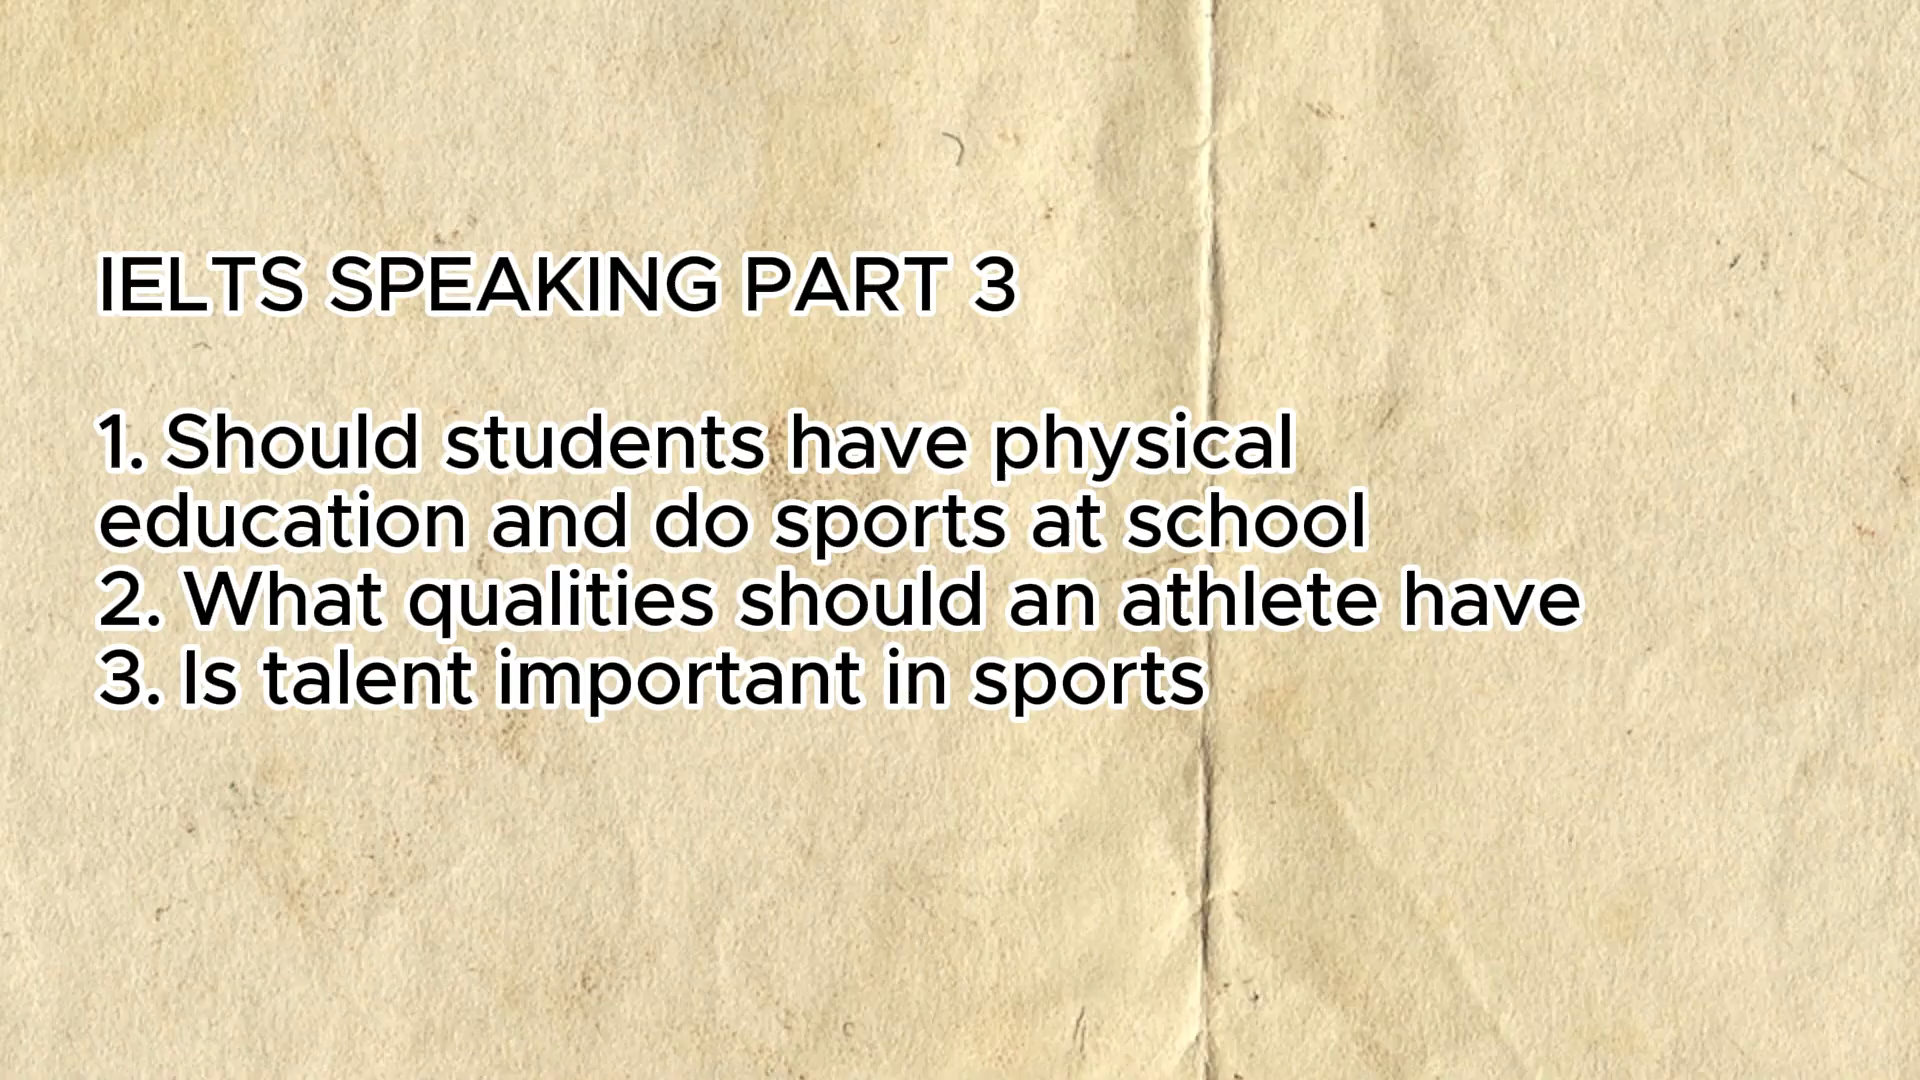 IELTS SPEAKING PART 3
1. Should students have physical
education and do sports at school
2. What qualities should an athlete have
3. Is talent important in sports